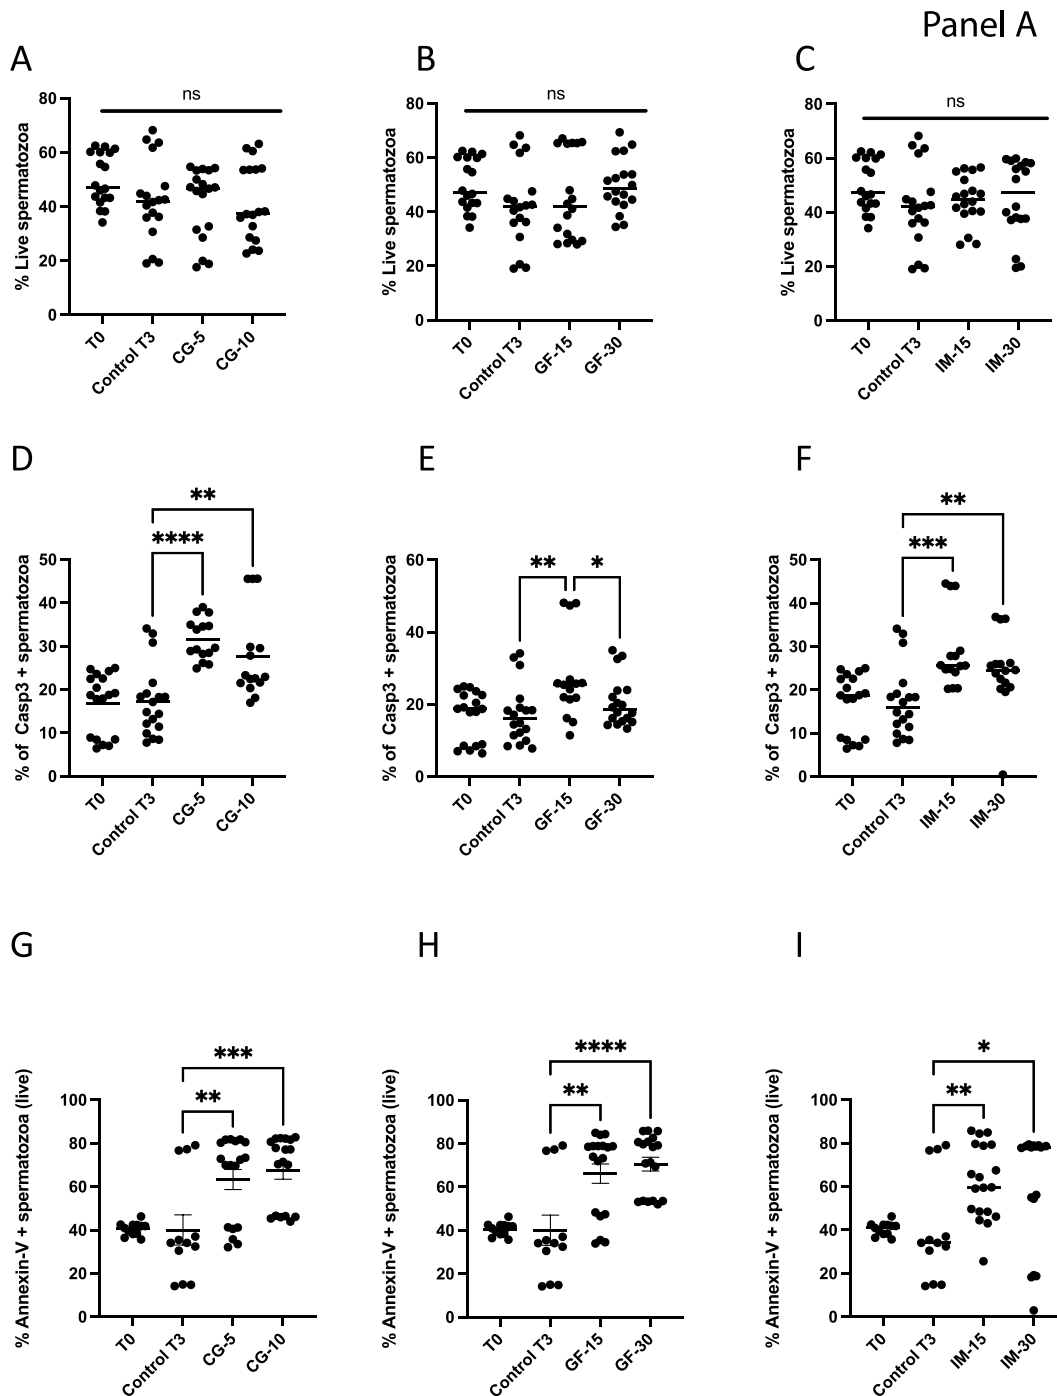 Panel A
A
B
C
ns
ns
ns
% Live spermatozoa
80
60
40
20
0
T0
Control T3
CG-5
CG-10
% Live spermatozoa
80
60
40
20
0
T0
Control T3
GF-15
GF-30
% Live spermatozoa
80
60
40
20
0
T0
Control T3
IM-15
IM-30
D
E
F
**
****
% of Casp3 + spermatozoa
50
40
30
20
10
0
T0
Control T3
CG-5
CG-10
**
*
% of Casp3 + spermatozoa
60
40
20
0
T0
Control T3
GF-15
GF-30
**
***
% of Casp3 + spermatozoa
50
40
30
20
10
0
T0
Control T3
IM-15
IM-30
G
H
I
***
**
% Annexin-V + spermatozoa (live)
100
80
60
40
20
0
T0
Control T3
CG-5
CG-10
****
**
% Annexin-V + spermatozoa (live)
100
80
60
40
20
0
T0
Control T3
GF-15
GF-30
*
**
% Annexin-V + spermatozoa (live)
100
80
60
40
20
0
T0
Control T3
IM-15
IM-30